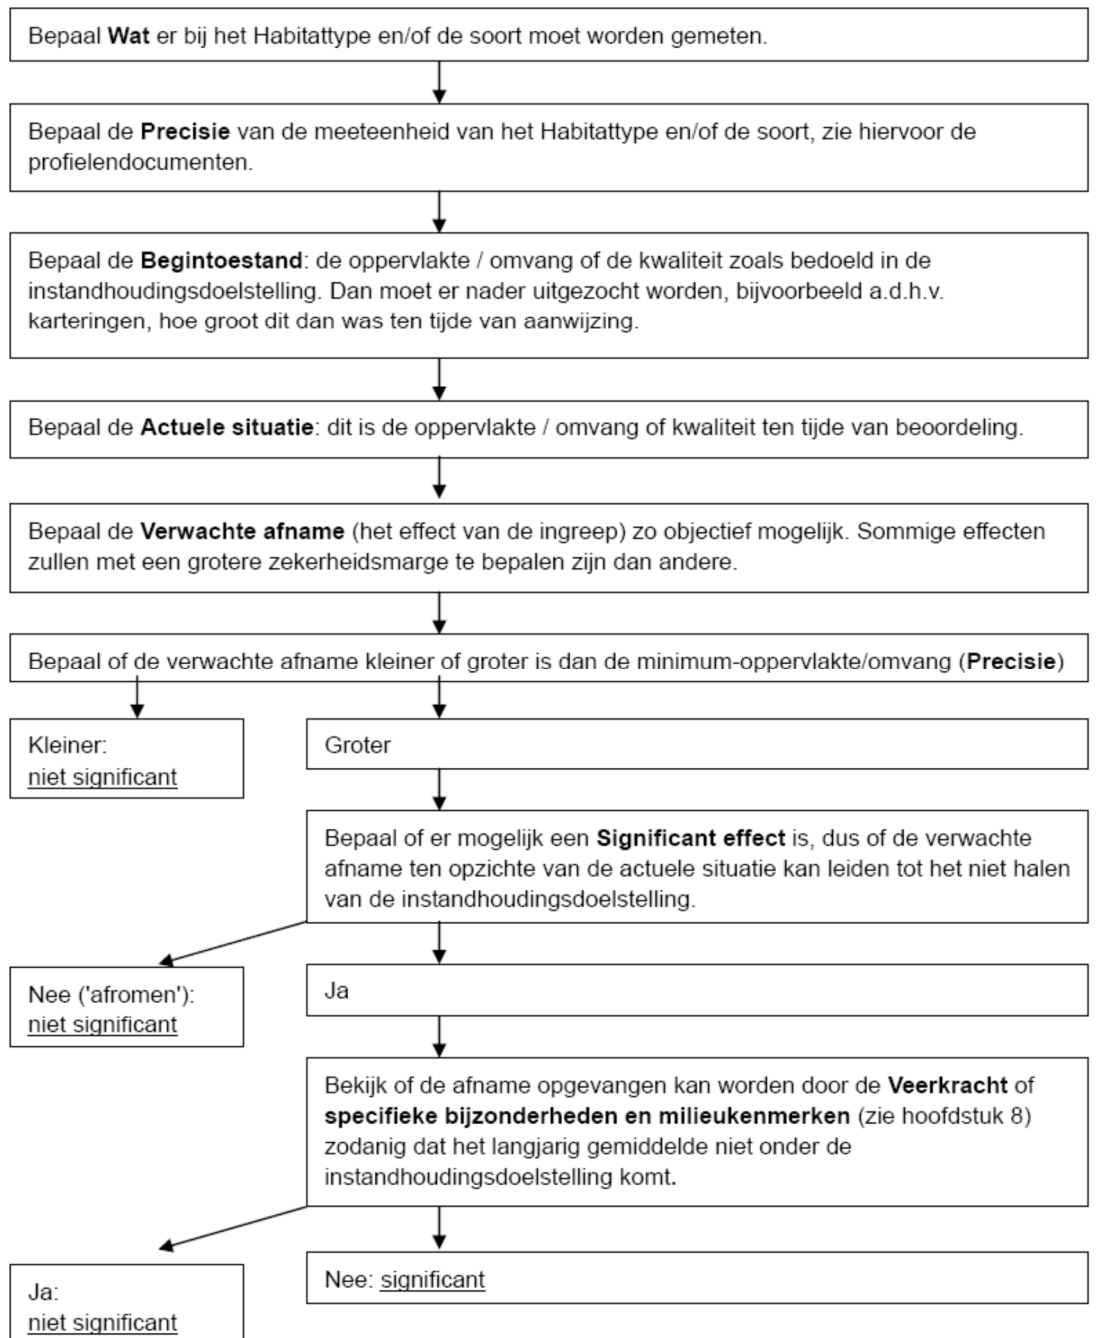 Bepaal Wat er bij het Habitattype en/of de soort moet worden gemeten.
Bepaal de Precisie van de meeteenheid van het Habitattype en/of de soort, zie hiervoor de
profielendocumenten.
Bepaal de Begintoestand: de oppervlakte / omvang of de kwaliteit zoals bedoeld in de
instandhoudingsdoelstelling. Dan moet er nader uitgezocht worden, bijvoorbeeld a.d.h.v.
karteringen, hoe groot dit dan was ten tijde van aanwijzing.
Bepaal de Actuele situatie: dit is de oppervlakte / omvang of kwaliteit ten tijde van beoordeling.
Bepaal de Verwachte afname (het effect van de ingreep) zo objectief mogelijk. Sommige effecten
zullen met een grotere zekerheidsmarge te bepalen zijn dan andere.
Bepaal of de verwachte afname kleiner of groter is dan de minimum-oppervlakte/omvang (Precisie)
Kleiner:
niet significant
Groter
Bepaal of er mogelijk een Significant effect is, dus of de verwachte
afname ten opzichte van de actuele situatie kan leiden tot het niet halen
van de instandhoudingsdoelstelling.
Nee ('afromen'):
niet significant
Ja
Bekijk of de afname opgevangen kan worden door de Veerkracht of
specifieke bijzonderheden en milieukenmerken (zie hoofdstuk 8)
zodanig dat het langjarig gemiddelde niet onder de
instandhoudingsdoelstelling komt.
Ja:
niet significant
Nee: significant